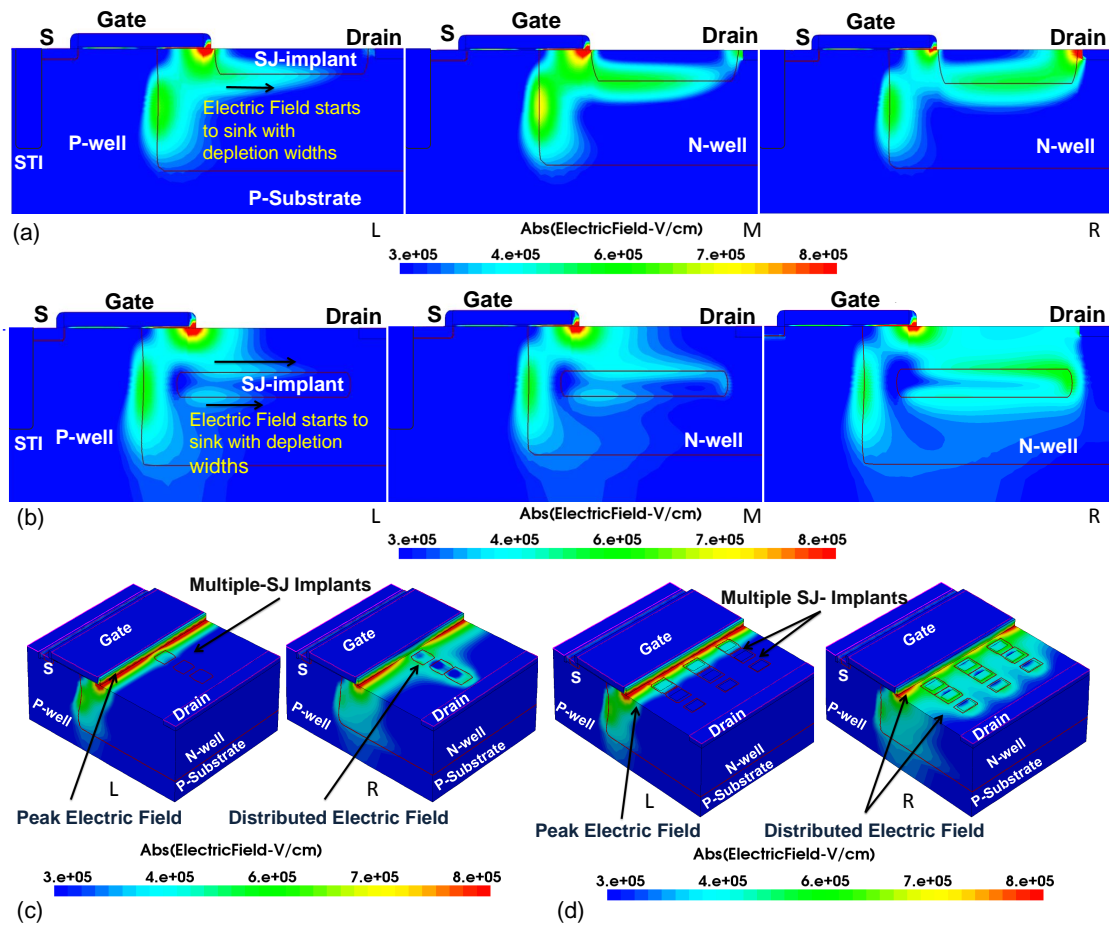 Gate
S
Drain
SJ-implant
Electric Field starts
to sink with
depletion widths
P-well
STI
P-Substrate
Gate
S
Drain
N-well
Gate
S
Drain
N-well
(a)
L
M
R
Abs(ElectricField-V/cm)
3.e+05 4.e+05 6.e+05 7.e+05 8.e+05
Gate
S
Drain
SJ-implant
Electric Field starts to
sink with depletion
widths
P-well
STI
Gate
S
Drain
N-well
Gate
S
Drain
N-well
(b)
L
M
R
Abs(ElectricField-V/cm)
3.e+05 4.e+05 6.e+05 7.e+05 8.e+05
Multiple-SJ Implants
Gate
S
P-well
Drain
N-well
P-Substrate
L
Peak Electric Field
Gate
S
P-well
Drain
N-well
P-Substrate
R
Distributed Electric Field
Abs(ElectricField-V/cm)
3.e+05 4.e+05 6.e+05 7.e+05 8.e+05
(c)
Multiple SJ- Implants
Gate
S
P-well
Drain
N-well
P-Substrate
L
Peak Electric Field
Gate
S
P-well
Drain
N-well
P-Substrate
R
Distributed Electric Field
Abs(ElectricField-V/cm)
3.e+05 4.e+05 6.e+05 7.e+05 8.e+05
(d)